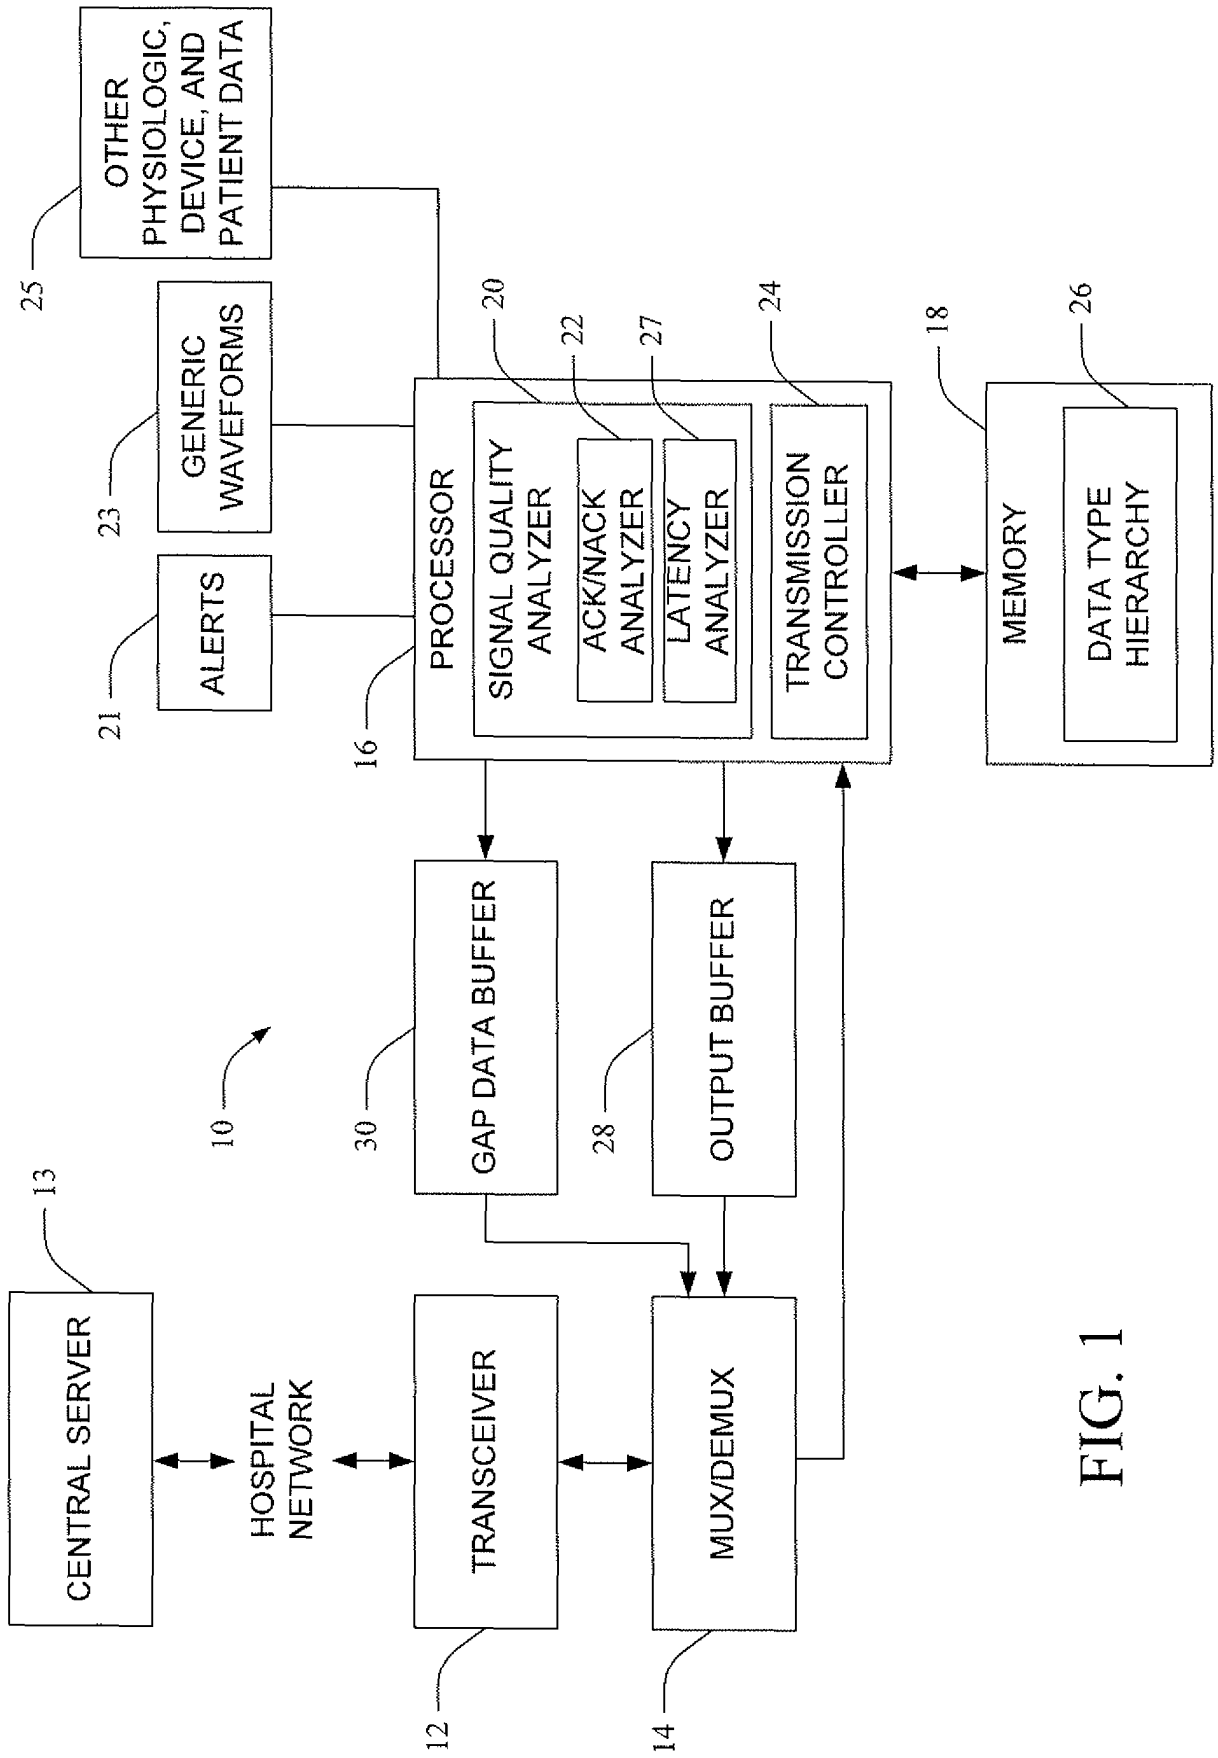 13
CENTRAL SERVER
HOSPITAL
NETWORK
12
TRANSCEIVER
14
MUX/DEMUX
10
30
GAP DATA BUFFER
28
OUTPUT BUFFER
21
ALERTS
23
GENERIC
WAVEFORMS
25
OTHER
PHYSIOLOGIC,
DEVICE, AND
PATIENT DATA
16
PROCESSOR
20
SIGNAL QUALITY
ANALYZER
22
ACK/NACK
ANALYZER
27
LATENCY
ANALYZER
24
TRANSMISSION
CONTROLLER
18
MEMORY
26
DATA TYPE
HIERARCHY
FIG. 1